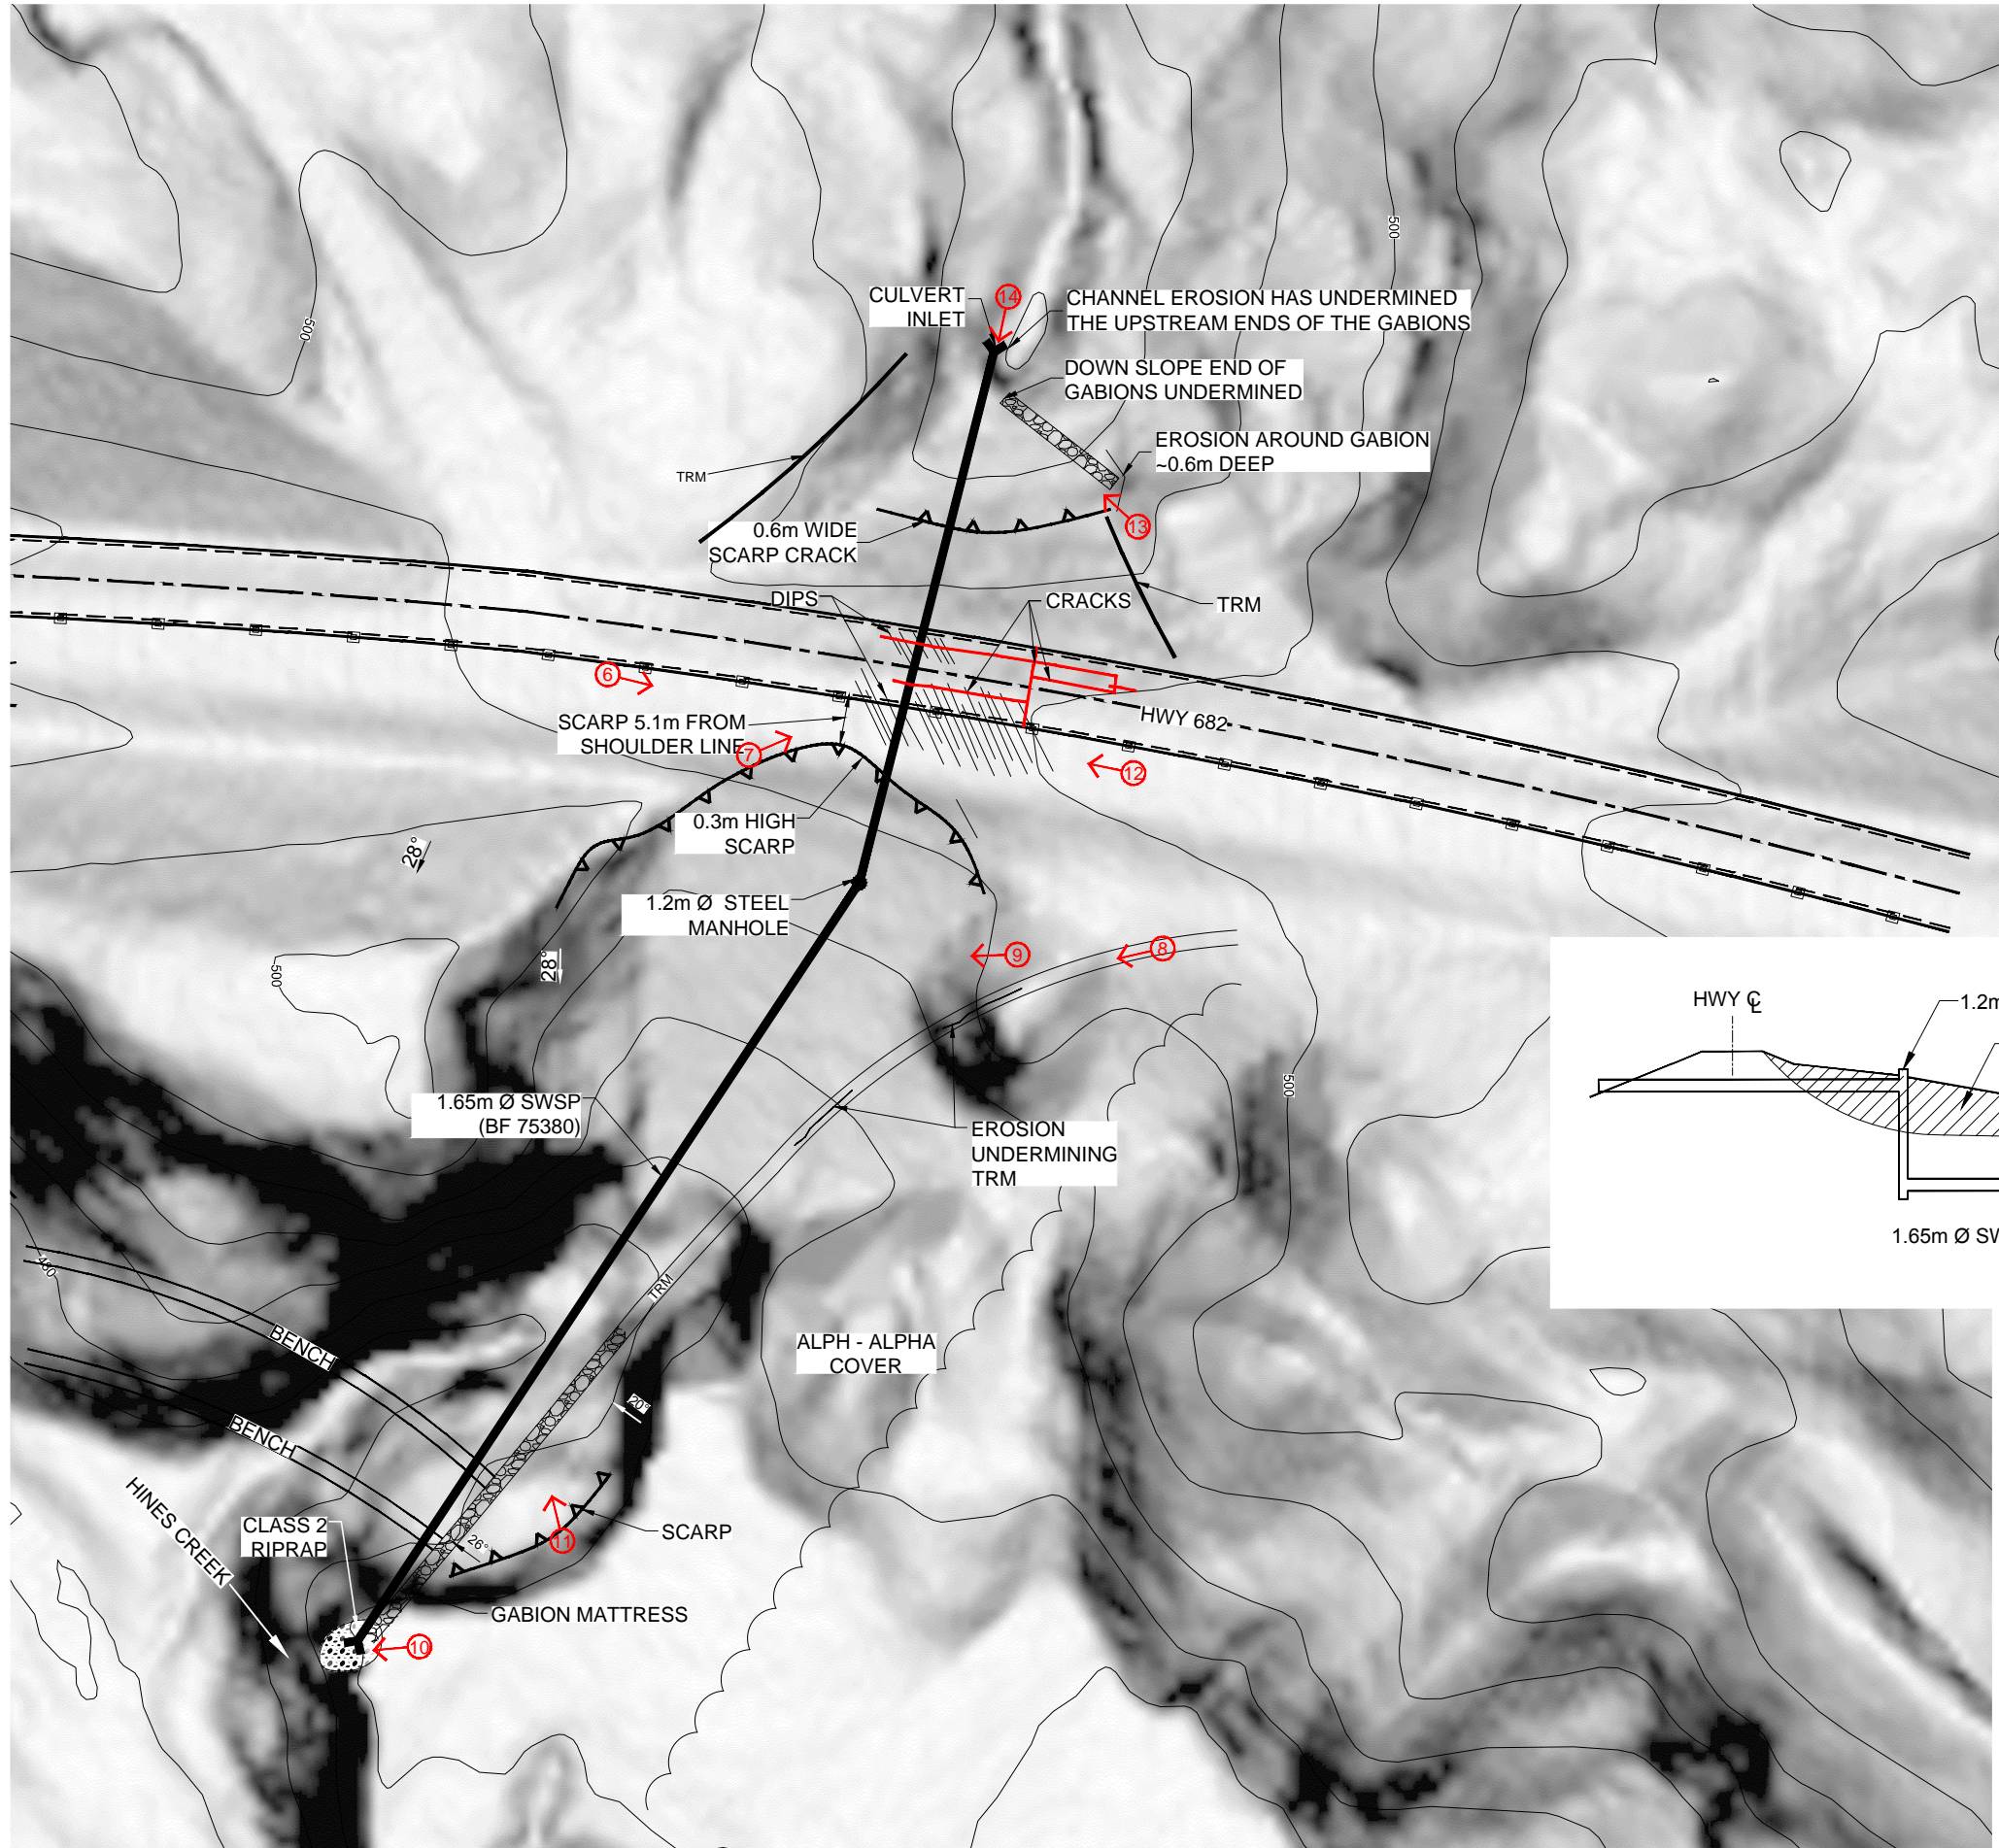 500
500
CULVERT
INLET
14
CHANNEL EROSION HAS UNDERMINED
THE UPSTREAM ENDS OF THE GABIONS
DOWN SLOPE END OF
GABIONS UNDERMINED
EROSION AROUND GABION
~0.6m DEEP
TRM
13
0.6m WIDE
SCARP CRACK
DIPS
CRACKS
TRM
6
HWY 682
SCARP 5.1m FROM
SHOULDER LINE
7
12
0.3m HIGH
SCARP
28°
1.2m Ø STEEL
MANHOLE
28°
500
9
8
HWY ℄
1.2m
500
1.65m Ø SWSP
(BF 75380)
EROSION
UNDERMINING
TRM
1.65m Ø SW
480
TRM
BENCH
ALPH - ALPHA
COVER
20°
BENCH
HINES CREEK
CLASS 2
RIPRAP
SCARP
11
26°
GABION MATTRESS
10